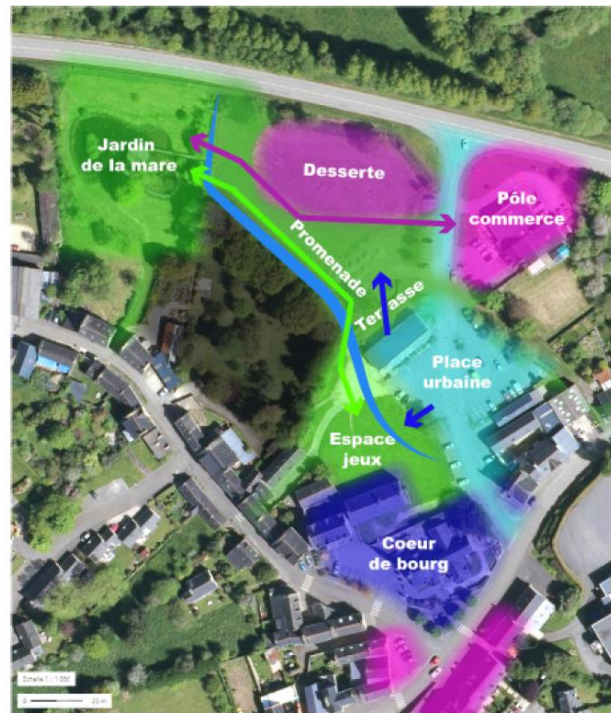 Jardin
de la mare
Desserte
Pôle
commerce
Promenade
Terrasse
Place
urbaine
Espace
jeux
Coeur
de bourg